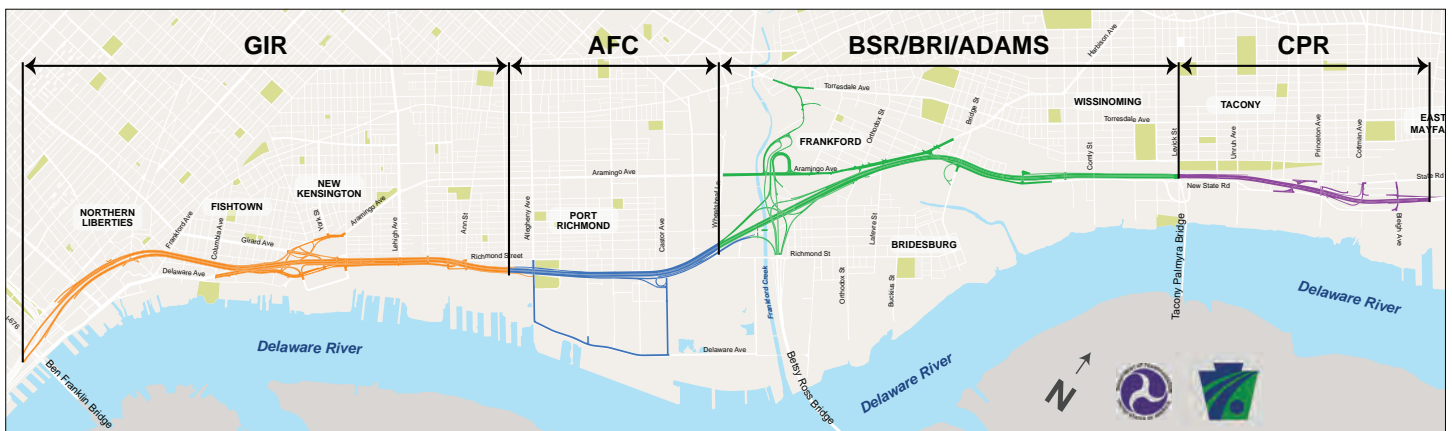 GIR
AFC
BSR/BRI/ADAMS
CPR
Harbison Ave
Torresdale Ave
Orthodox St
Bridge St
WISSINOMING
TACONY
Torresdale Ave
Levick St
Unruh Ave
Princeton Ave
Cottman Ave
EAST
MAYFA
FRANKFORD
Comly St
NEW
KENSINGTON
Aramingo Ave
Aramingo Ave
State Rd
New State Rd
NORTHERN
LIBERTIES
FISHTOWN
Frankford Ave
Columbia Ave
York St
Aramingo Ave
Lehigh Ave
Ann St
Allegheny Ave
PORT
RICHMOND
Castor Ave
Wheatsheaf Ln
Girard Ave
Delaware Ave
Richmond Street
Richmond St
Lefevre St
BRIDESBURG
Orthodox St
Buckius St
Frankford Creek
Tacony Palmyra Bridge
Bleigh Ave
Delaware River
I-676
Delaware River
Delaware Ave
Ben Franklin Bridge
Betsy Ross Bridge
Delaware River
N